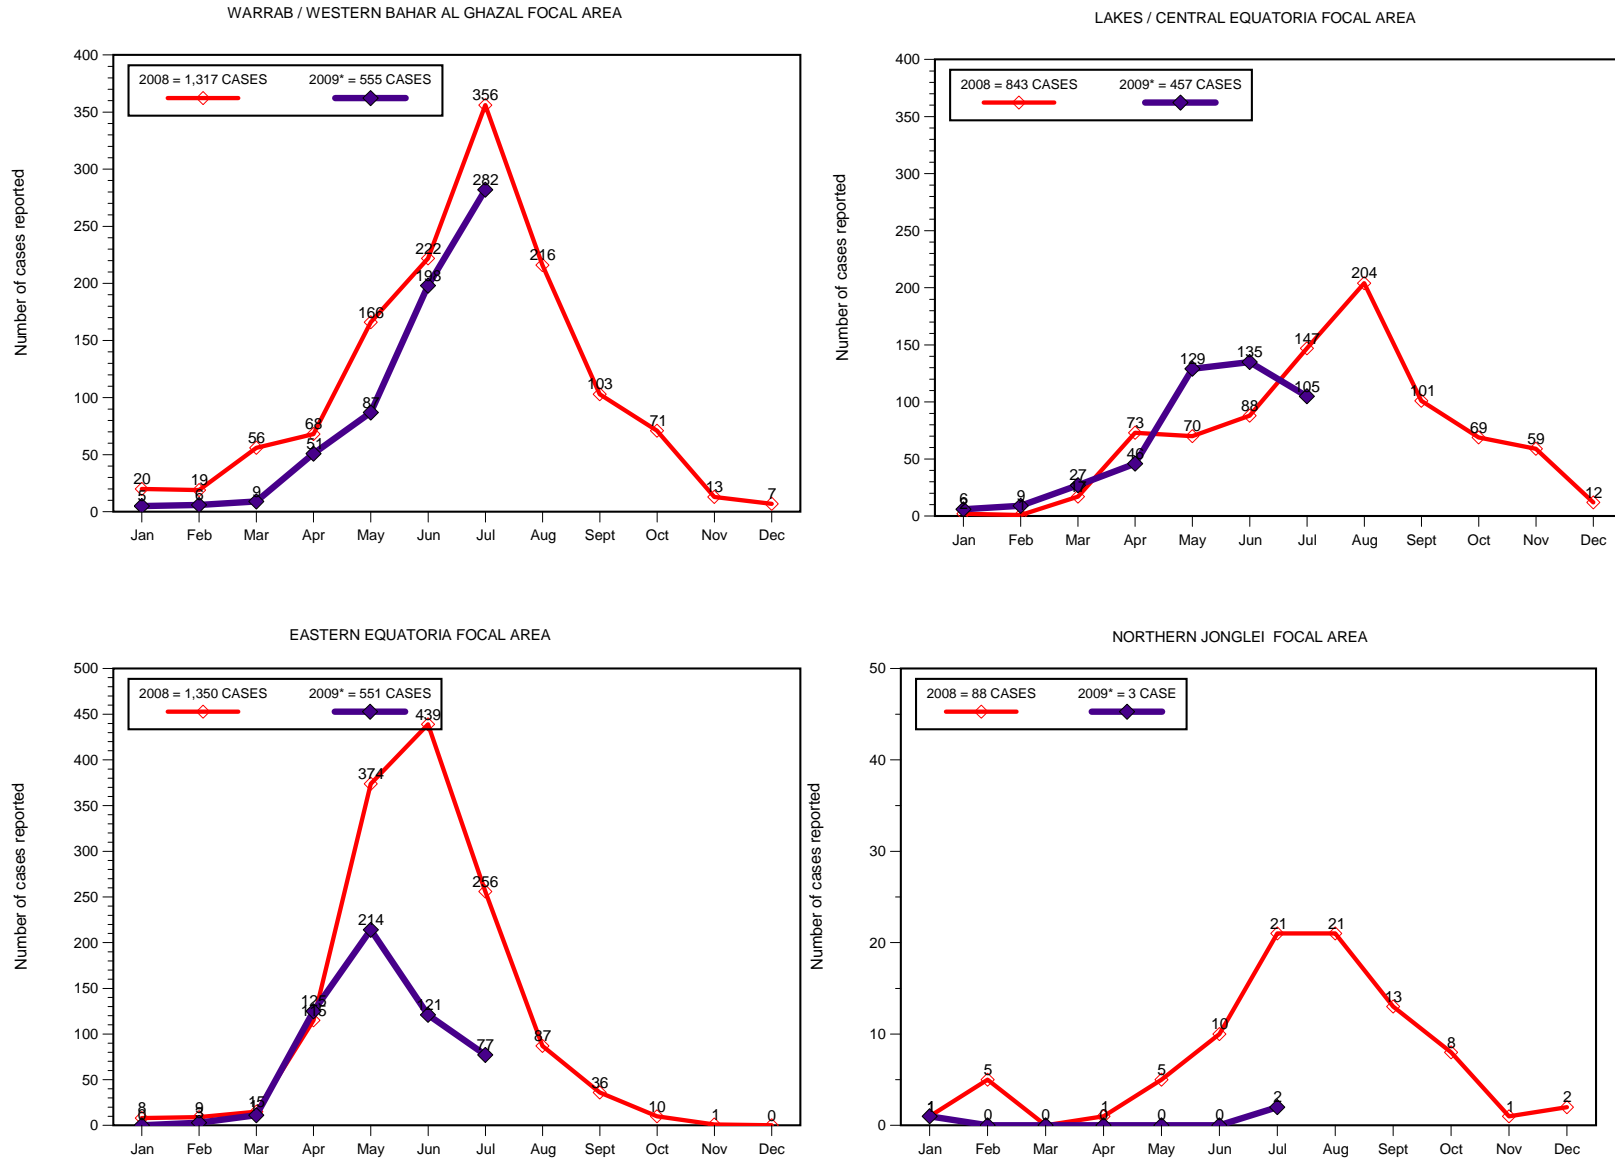 WARRAB / WESTERN BAHAR AL GHAZAL FOCAL AREA
Number of cases reported
400
350
300
250
200
150
100
50
0
2008 = 1,317 CASES 2009* = 555 CASES
20 19 56 68 166 222 356 216 103 71 13 7
5 6 9 51 87 198 282
Jan Feb Mar Apr May Jun Jul Aug Sept Oct Nov Dec
LAKES / CENTRAL EQUATORIA FOCAL AREA
Number of cases reported
400
350
300
250
200
150
100
50
0
2008 = 843 CASES 2009* = 457 CASES
73 70 88 147 204 101 69 59 12
6 9 27 46 129 135 105
Jan Feb Mar Apr May Jun Jul Aug Sept Oct Nov Dec
EASTERN EQUATORIA FOCAL AREA
Number of cases reported
500
450
400
350
300
250
200
150
100
50
0
2008 = 1,350 CASES 2009* = 551 CASES
8 9 15 115 374 439 256 87 36 10 1 0
214 121 77
Jan Feb Mar Apr May Jun Jul Aug Sept Oct Nov Dec
NORTHERN JONGLEI FOCAL AREA
Number of cases reported
50
40
30
20
10
0
2008 = 88 CASES 2009* = 3 CASE
1 5 0 1 5 10 21 21 13 8 1 2
1 0 0 0 0 0 2
Jan Feb Mar Apr May Jun Jul Aug Sept Oct Nov Dec